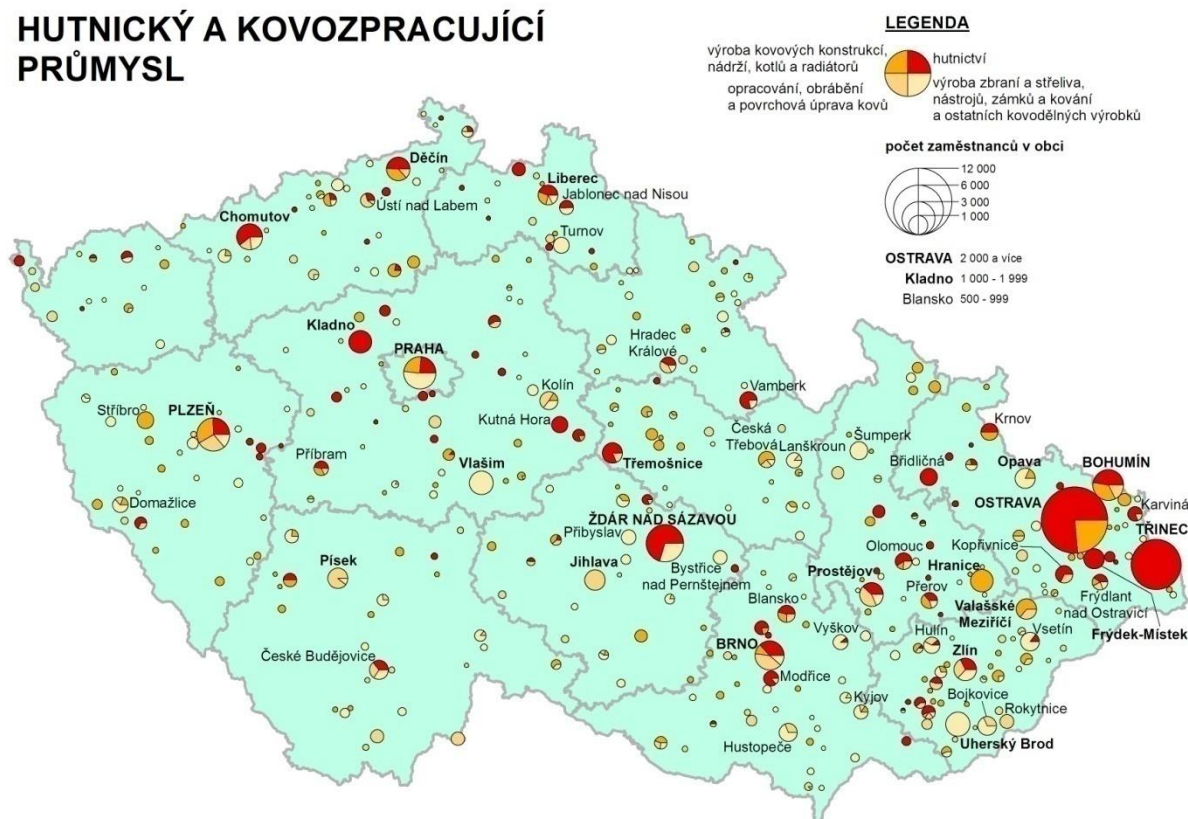 HUTNICKÝ A KOVOZPRACUJÍCÍ
PRŮMYSL
LEGENDA
výroba kovových konstrukcí,
nádrží, kotlů a radiátorů
hutnictví
opracování, obrábění
a povrchová úprava kovů
výroba zbraní a střeliva,
nástrojů, zámků a kování
a ostatních kovodělných výrobků
počet zaměstnanců v obci
12 000
6 000
3 000
1 000
OSTRAVA 2 000 a více
Kladno 1 000 - 1 999
Blansko 500 - 999
Děčín
Liberec
Jablonec nad Nisou
Ústí nad Labem
Chomutov
Turnov
Kladno
PRAHA
Hradec
Králové
Kolín
Vamberk
Stříbro
PLZEŇ
Kutná Hora
Česká
Třebová
Lanškroun
Šumperk
Krnov
Příbram
Vlašim
Třemošnice
Břidličná
Opava
BOHUMÍN
Domažlice
OSTRAVA
Karviná
ŽĎÁR NAD SÁZAVOU
TŘINEC
Přibyslav
Kopřivnice
Olomouc
Písek
Jihlava
Bystřice
nad Pernštejnem
Prostějov
Hranice
Přerov
Frýdlant
nad Ostravicí
Blansko
Valašské
Meziříčí
Frýdek-Místek
Vyškov
Hulín
Vsetín
BRNO
České Budějovice
Zlín
Modřice
Bojkovice
Kyjov
Rokytnice
Hustopeče
Uherský Brod